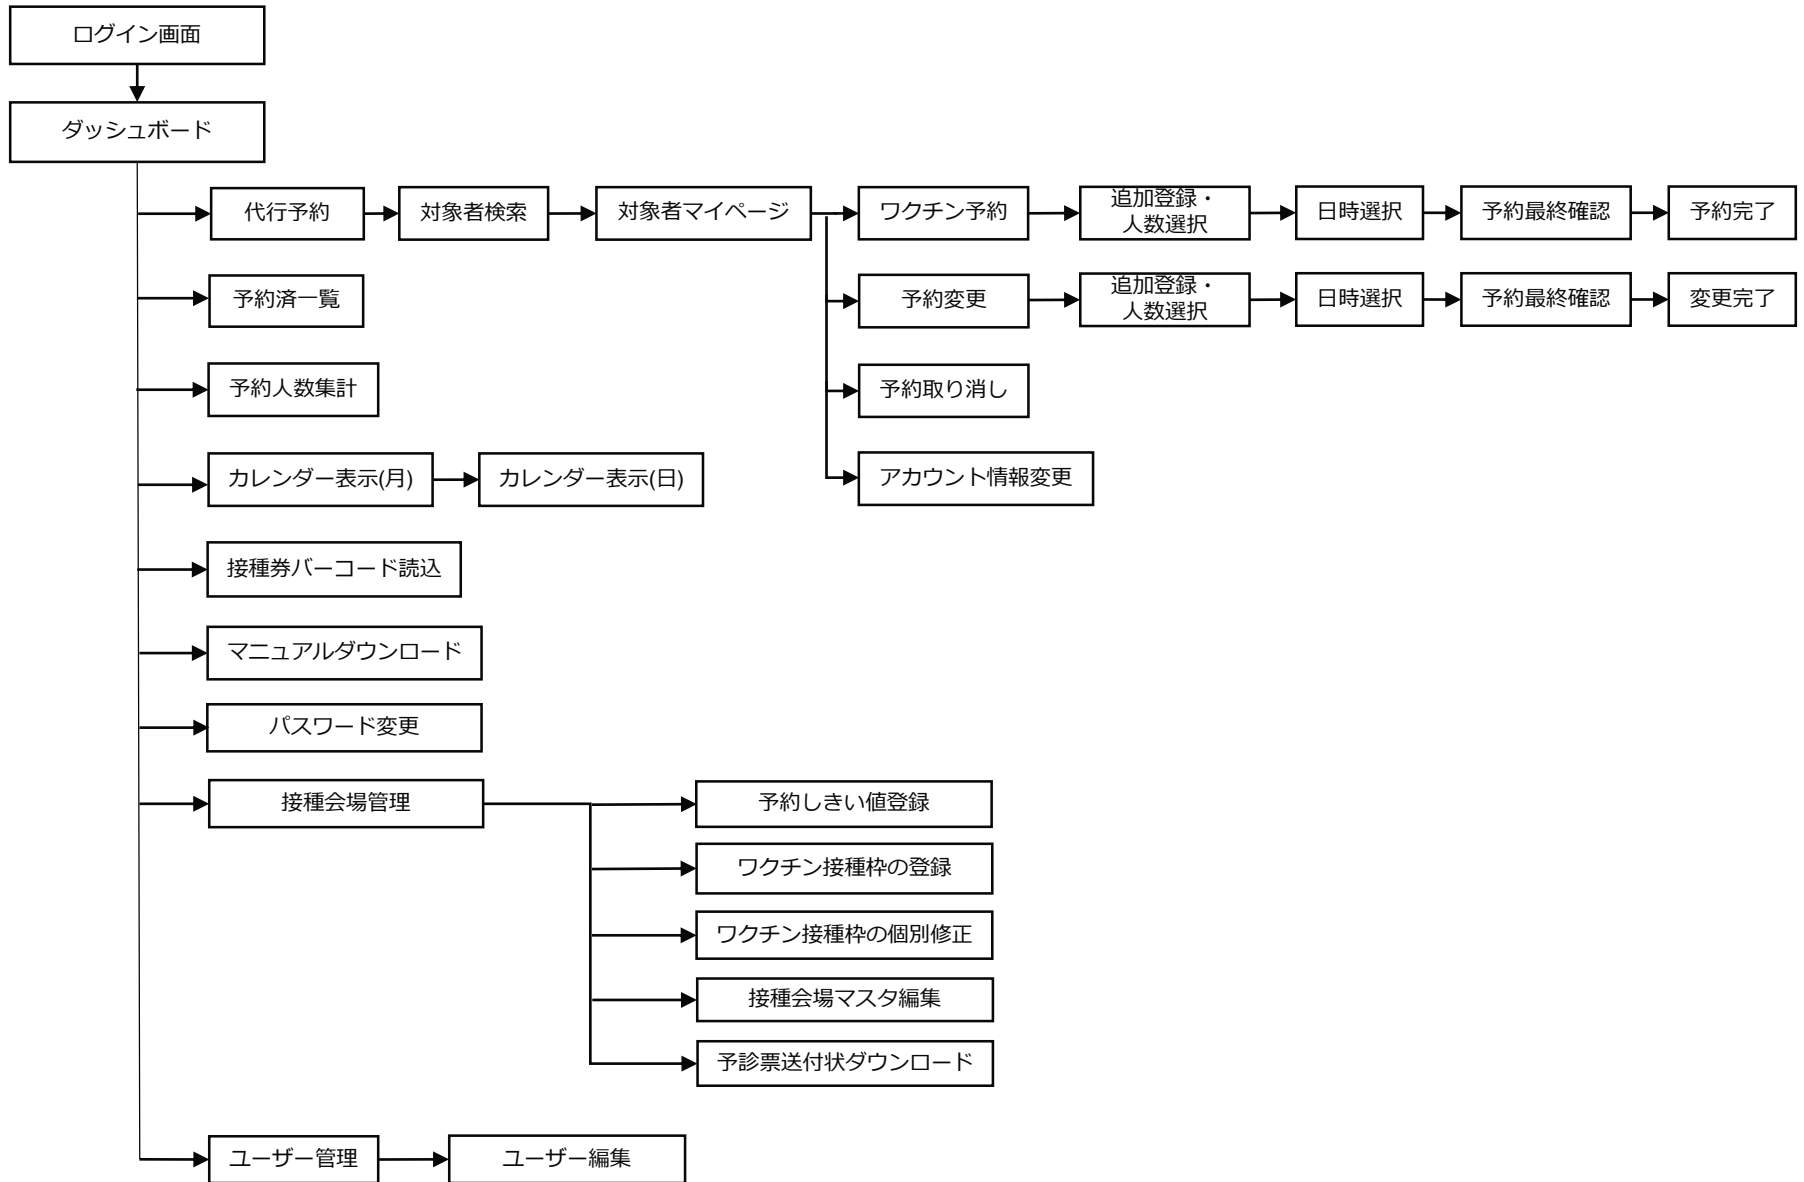 ログイン画面
ダッシュボード
代行予約
対象者検索
対象者マイページ
ワクチン予約
追加登録・
人数選択
日時選択
予約最終確認
予約完了
予約済一覧
予約変更
追加登録・
人数選択
日時選択
予約最終確認
変更完了
予約人数集計
予約取り消し
カレンダー表示(月)
カレンダー表示(日)
アカウント情報変更
接種券バーコード読込
マニュアルダウンロード
パスワード変更
接種会場管理
予約しきい値登録
ワクチン接種枠の登録
ワクチン接種枠の個別修正
接種会場マスタ編集
予診票送付状ダウンロード
ユーザー管理
ユーザー編集